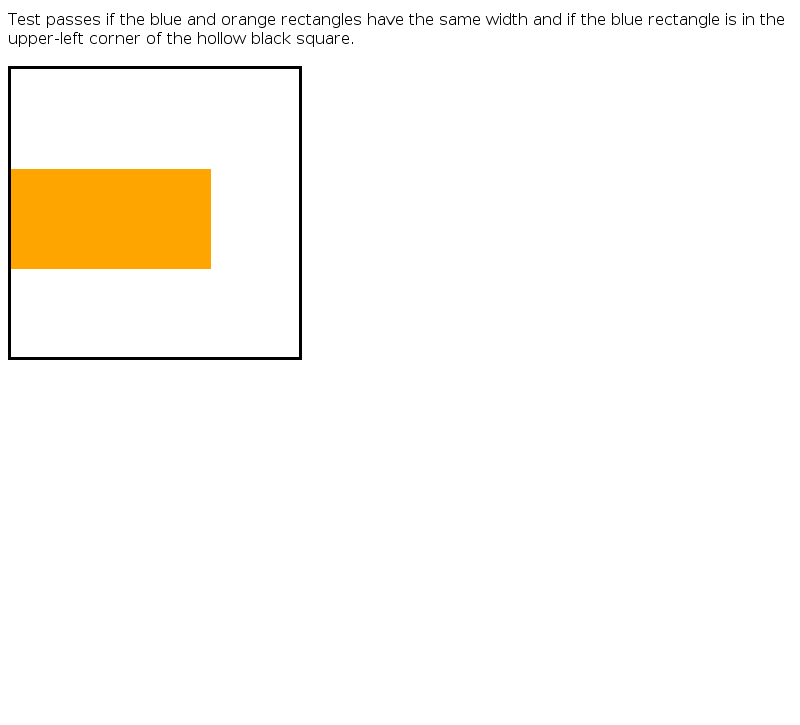 Test passes if the blue and orange rectangles have the same width and if the blue rectangle is in the
upper-left corner of the hollow black square.